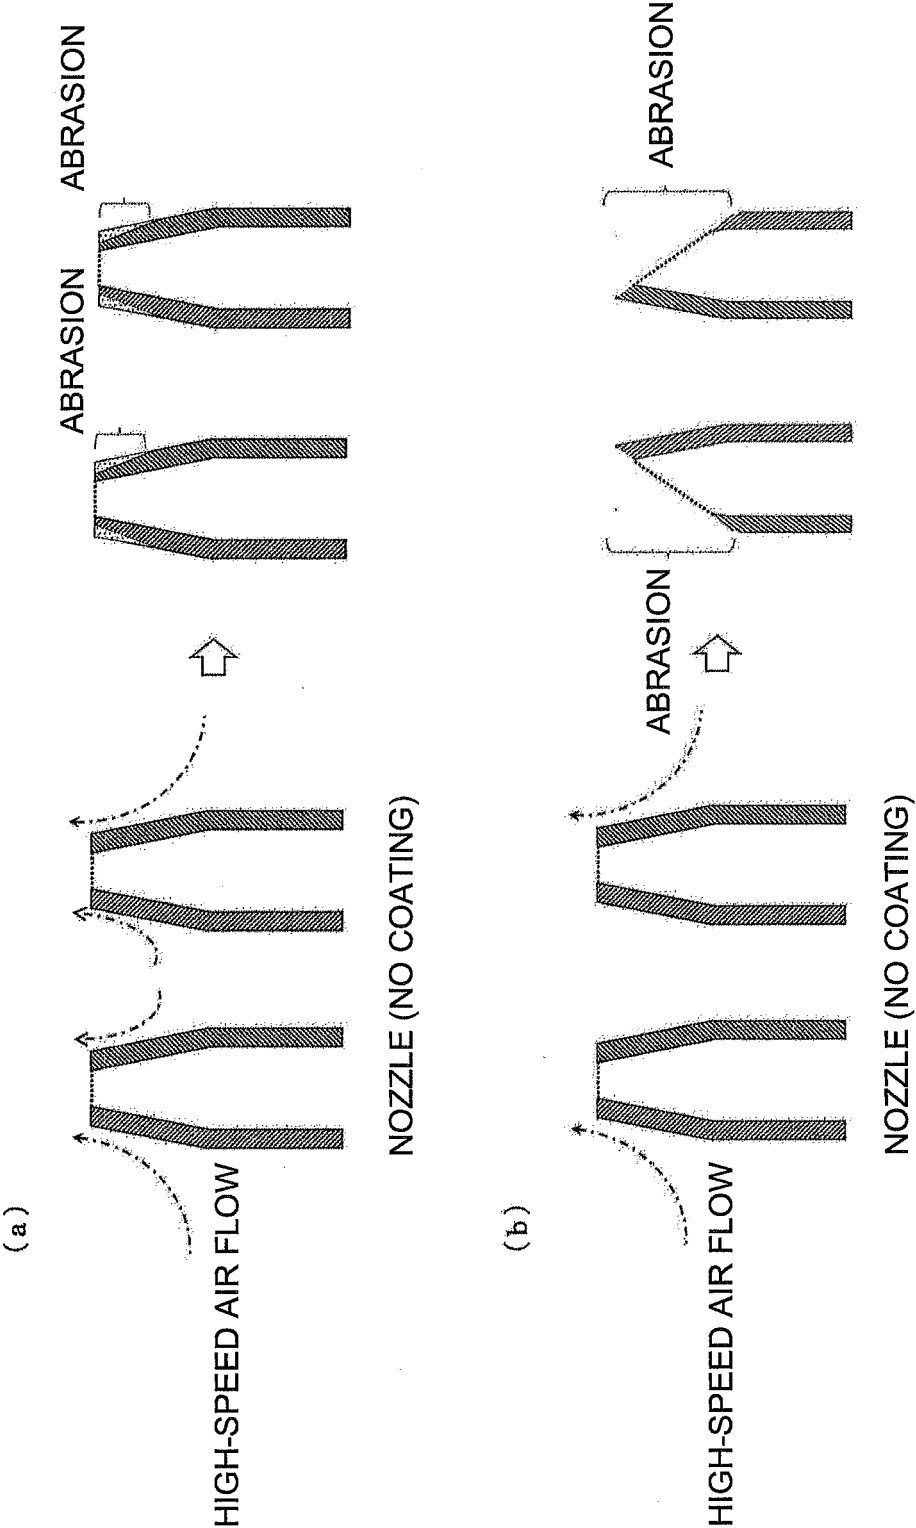 (a)
HIGH-SPEED AIR FLOW
NOZZLE (NO COATING)
ABRASION
ABRASION
(b)
HIGH-SPEED AIR FLOW
NOZZLE (NO COATING)
ABRASION
ABRASION